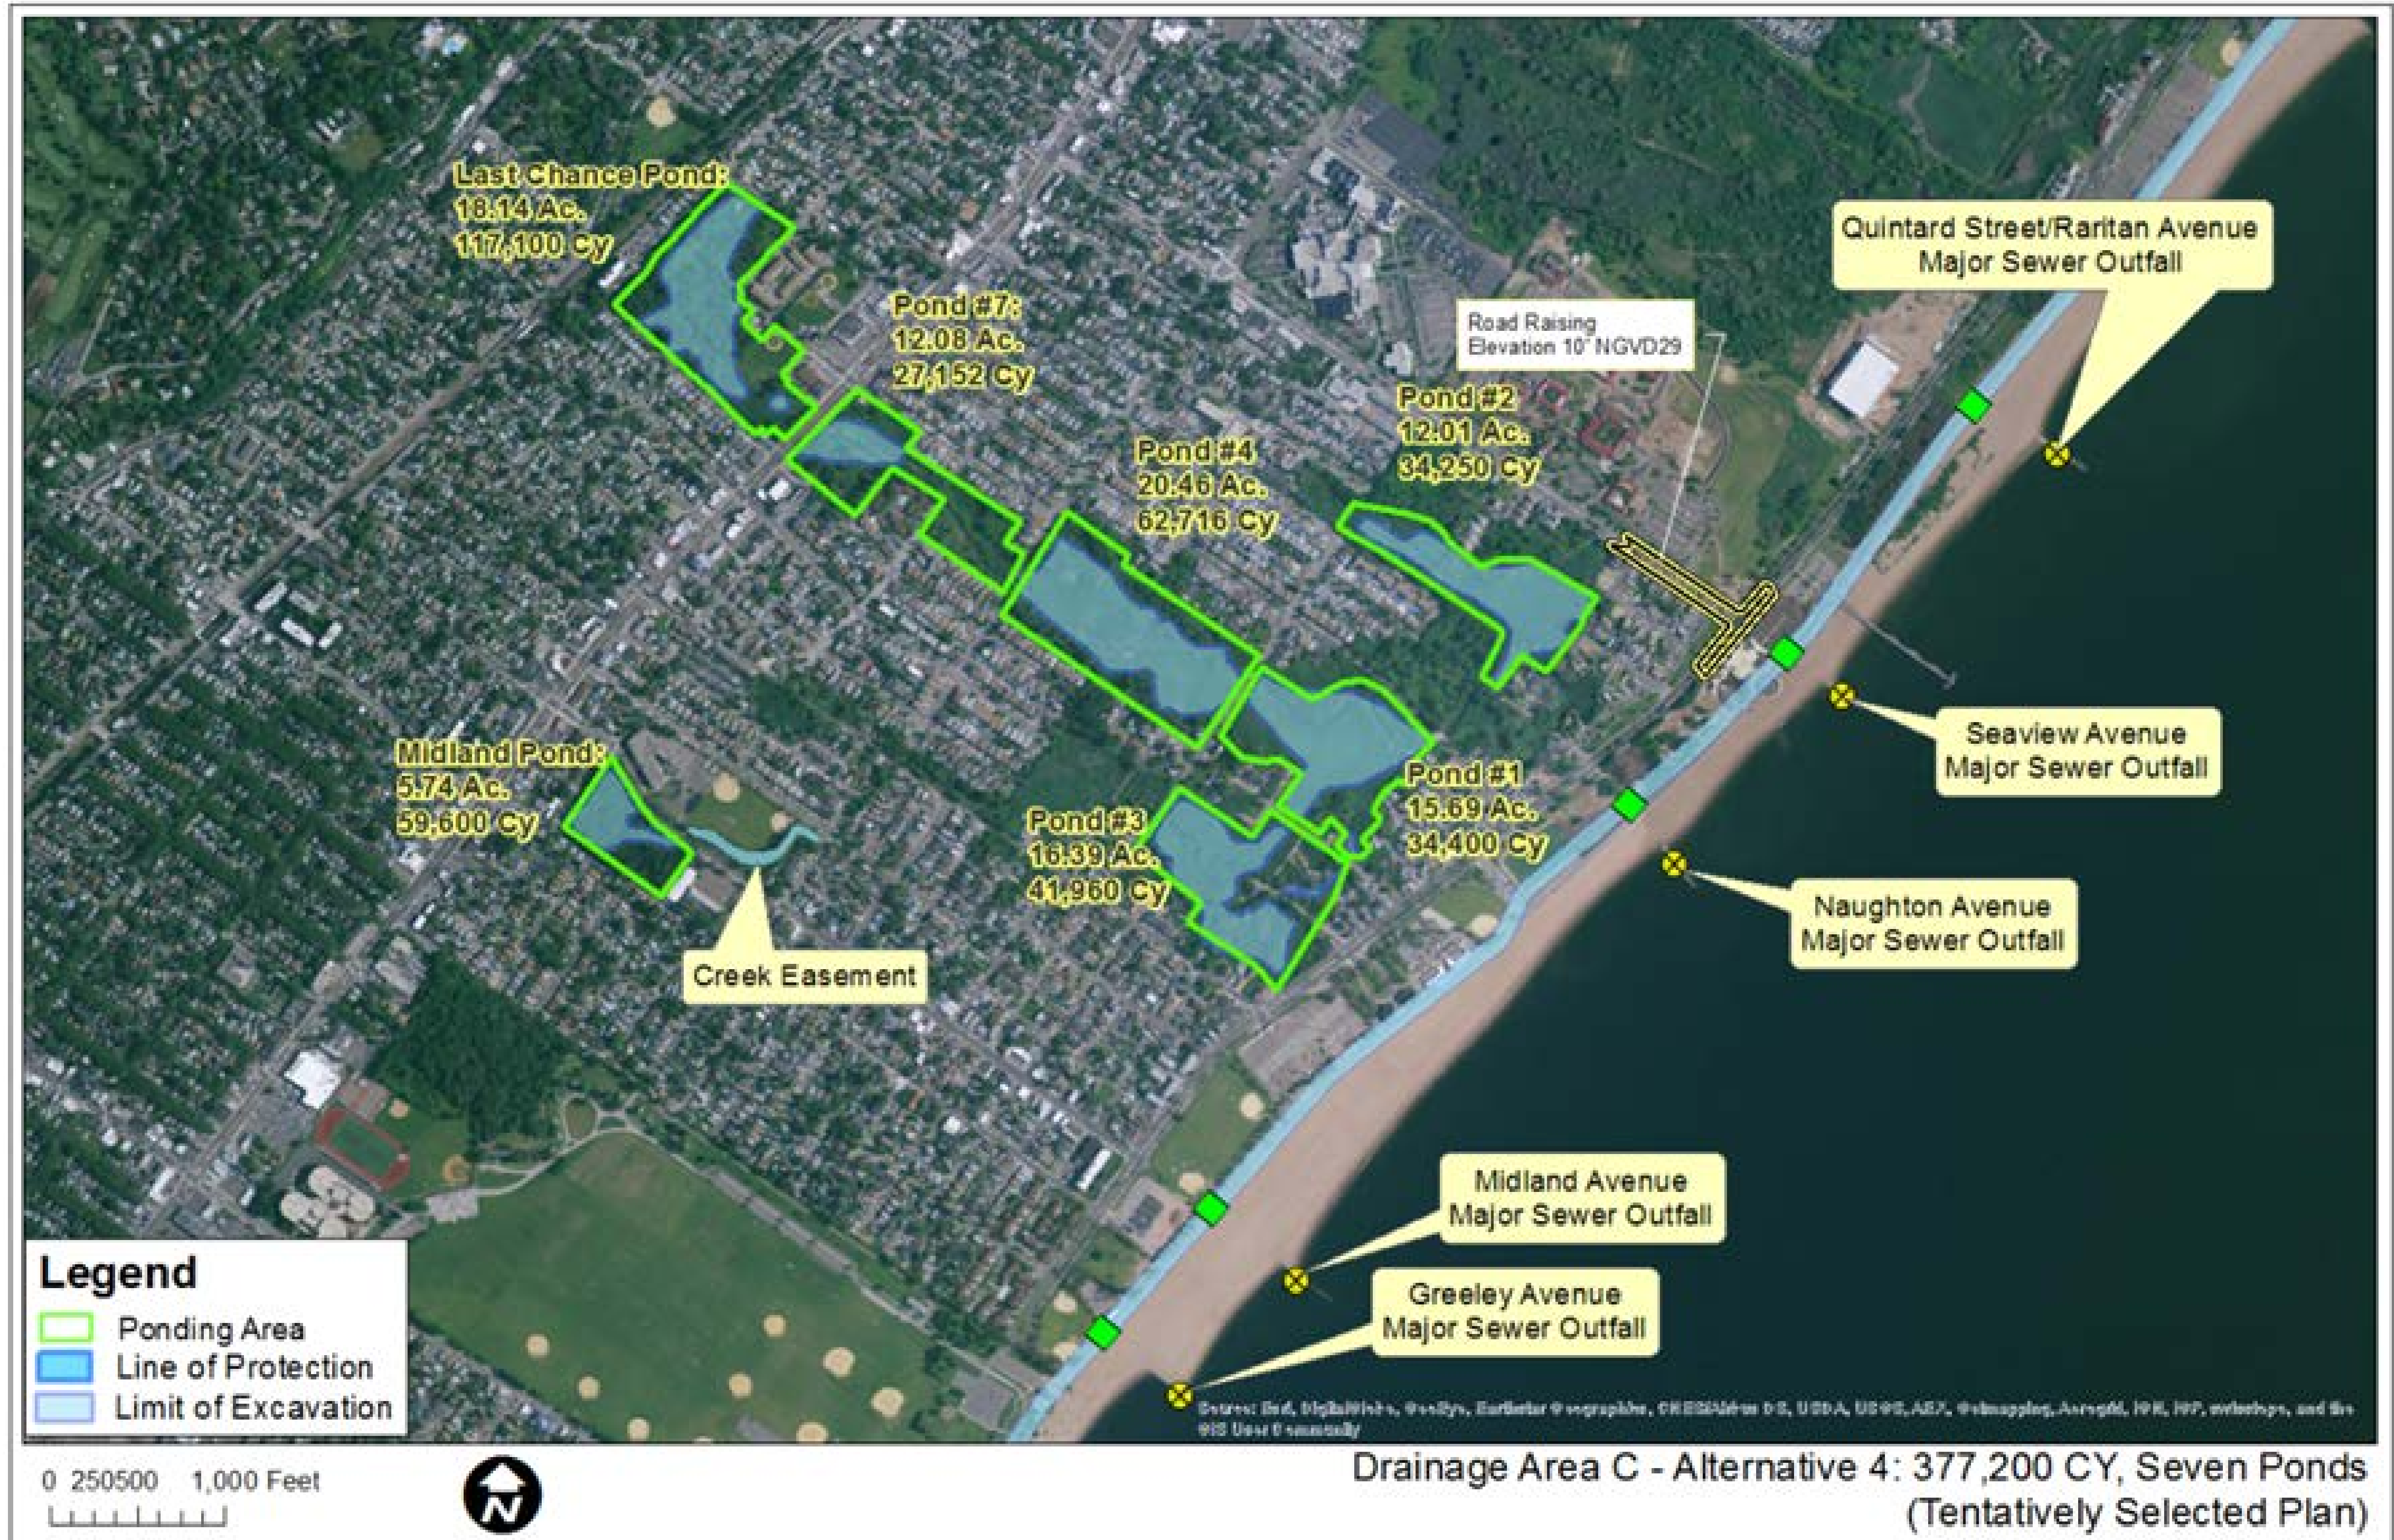 Last Chance Pond:
18.14 Ac.
117,100 Cy
Pond #7:
12.08 Ac.
27,152 Cy
Quintard Street/Raritan Avenue
Major Sewer Outfall
Road Raising
Elevation 10' NGVD29
Pond #2
12.01 Ac.
34,250 Cy
Pond #4
20.46 Ac.
62,716 Cy
Seaview Avenue
Major Sewer Outfall
Midland Pond:
5.74 Ac.
59,600 Cy
Pond #1
15.69 Ac.
34,400 Cy
Pond #3
16.39 Ac.
41,960 Cy
Naughton Avenue
Major Sewer Outfall
Creek Easement
Midland Avenue
Major Sewer Outfall
Greeley Avenue
Major Sewer Outfall
Legend
Ponding Area
Line of Protection
Limit of Excavation
USDA, and the
User Community
0 250500 1,000 Feet
N
Drainage Area C - Alternative 4: 377,200 CY, Seven Ponds
(Tentatively Selected Plan)